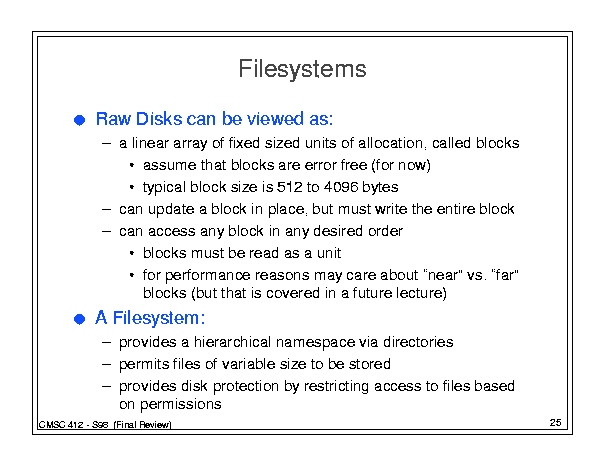 Filesystems
● Raw Disks can be viewed as:
– a linear array of fixed sized units of allocation, called blocks
• assume that blocks are error free (for now)
• typical block size is 512 to 4096 bytes
– can update a block in place, but must write the entire block
– can access any block in any desired order
• blocks must be read as a unit
• for performance reasons may care about "near" vs. "far"
blocks (but that is covered in a future lecture)
● A Filesystem:
– provides a hierarchical namespace via directories
– permits files of variable size to be stored
– provides disk protection by restricting access to files based
on permissions
CMSC 412 - S98 (Final Review)
25